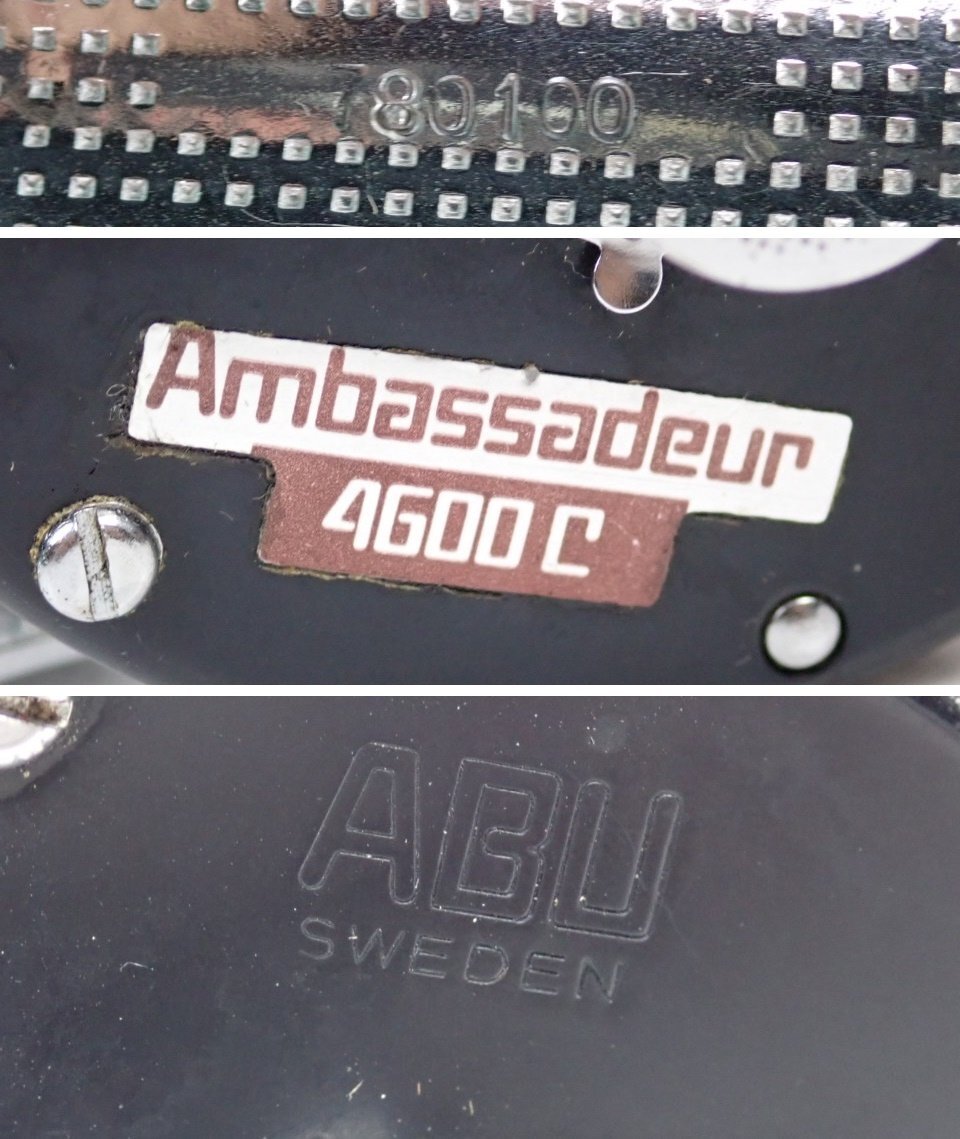 780100
Ambassadeur
4600 C
ABU
SWEDEN